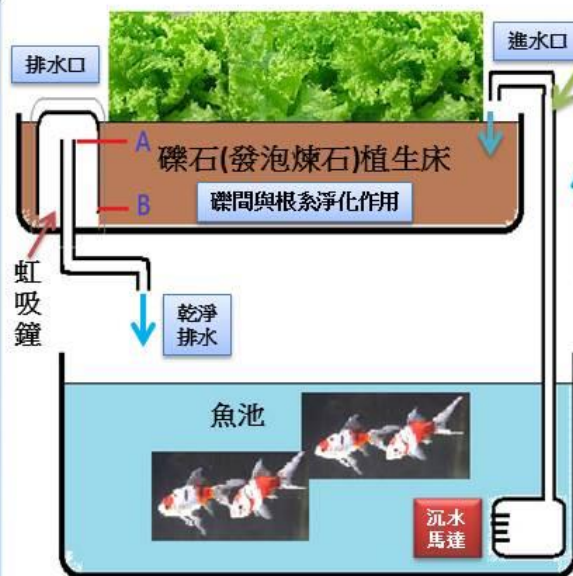 進水口
排水口
A
礫石(發泡煉石)植生床
B
礫間與根系淨化作用
虹
吸
鐘
乾淨
排水
魚池
沉水
馬達